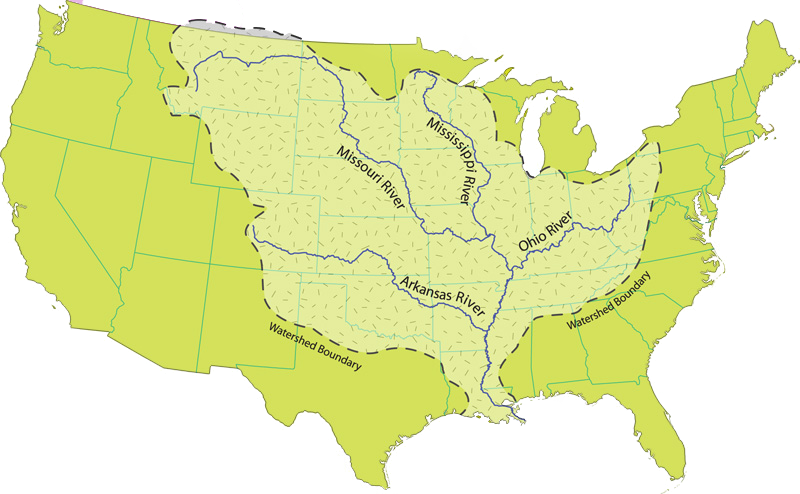 Mississippi River
Missouri River
Ohio River
Arkansas River
Watershed Boundary
Watershed Boundary